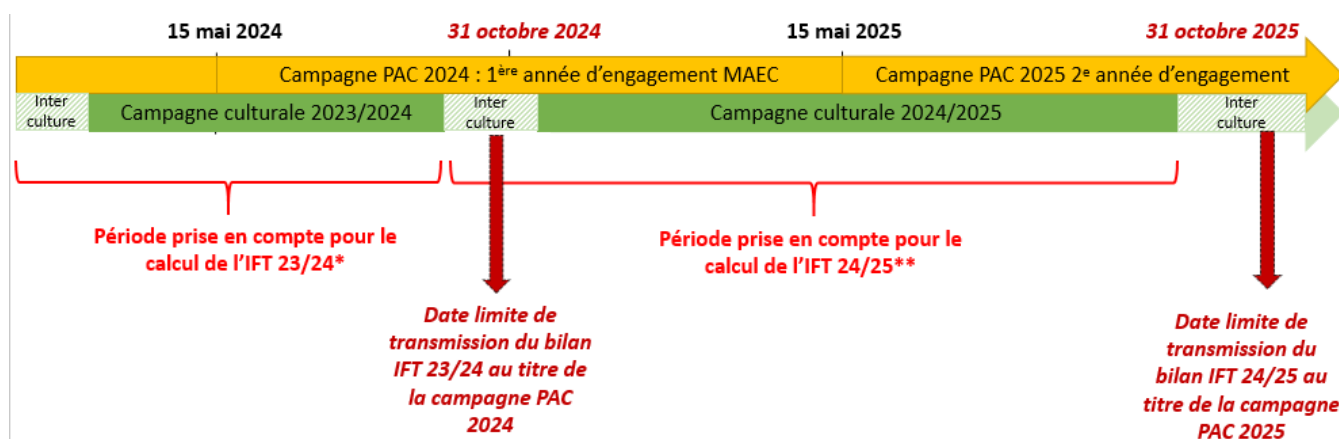 15 mai 2024
31 octobre 2024
15 mai 2025
31 octobre 2025
Campagne PAC 2024 : 1ère année d’engagement MAEC
Campagne PAC 2025 2e année d’engagement
Inter
culture
Campagne culturale 2023/2024
Inter
culture
Campagne culturale 2024/2025
Inter
culture
Période prise en compte pour le
calcul de l’IFT 23/24*
Période prise en compte pour le
calcul de l’IFT 24/25**
Date limite de
transmission du bilan
IFT 23/24 au titre de
la campagne PAC
2024
Date limite de
transmission du
bilan IFT 24/25 au
titre de la campagne
PAC 2025